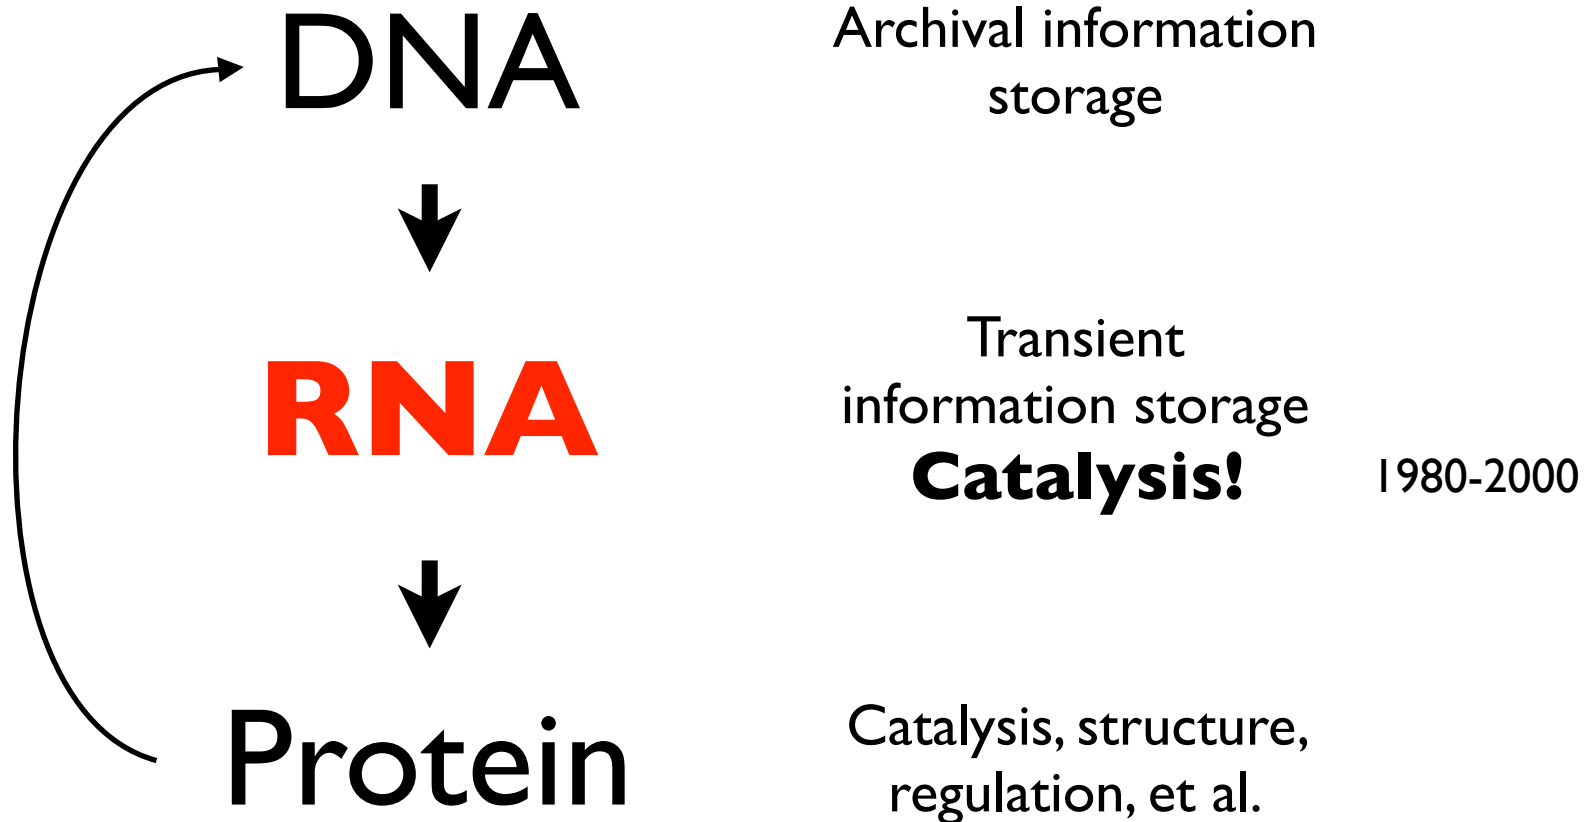 DNA
Archival information
storage
RNA
Transient
information storage
Catalysis!
1980-2000
Protein
Catalysis, structure,
regulation, et al.